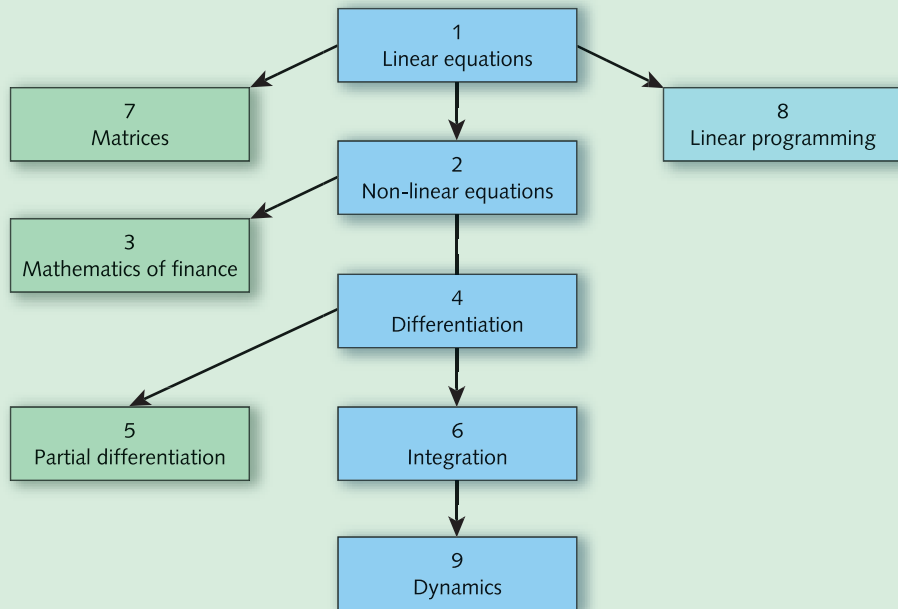 1
Linear equations
7
Matrices
8
Linear programming
2
Non-linear equations
3
Mathematics of finance
4
Differentiation
5
Partial differentiation
6
Integration
9
Dynamics